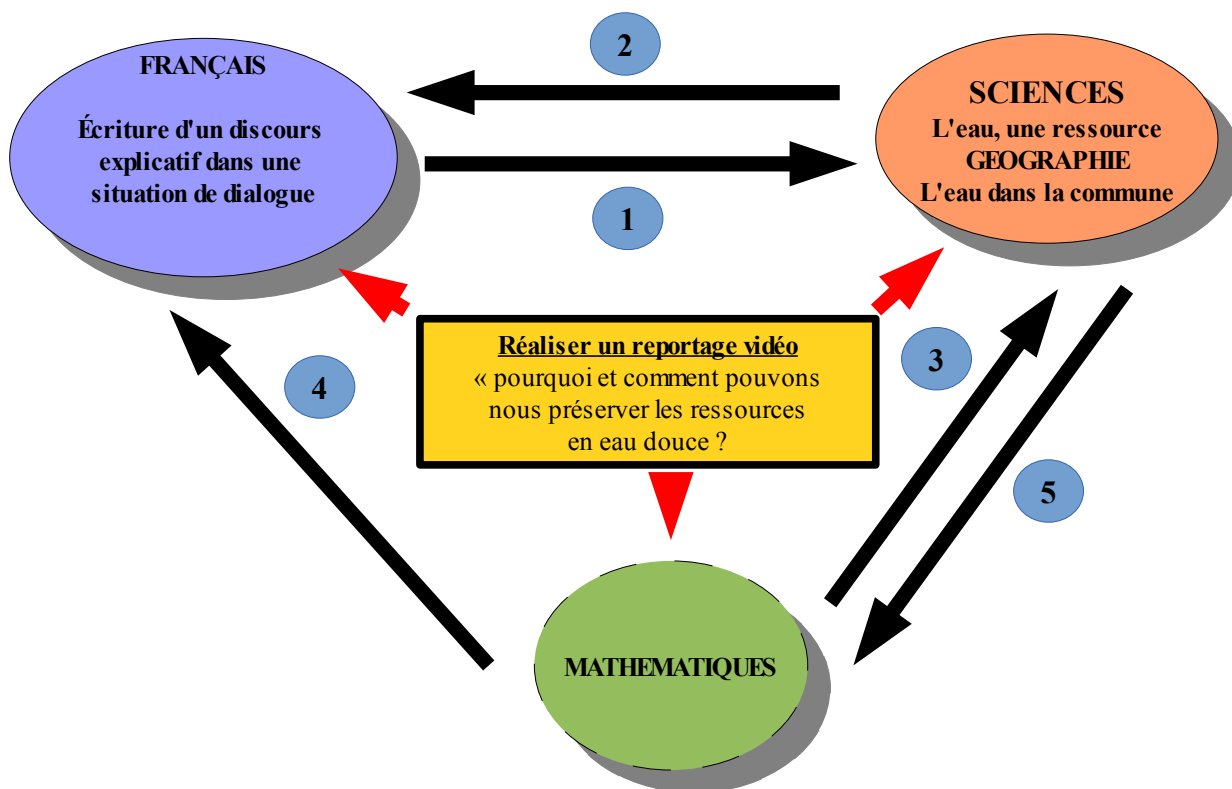 2
FRANÇAIS
Écriture d'un discours
explicatif dans une
situation de dialogue
SCIENCES
L'eau, une ressource
GEOGRAPHIE
L'eau dans la commune
1
Réaliser un reportage vidéo
« pourquoi et comment pouvons
nous préserver les ressources
en eau douce ?
3
4
5
MATHEMATIQUES